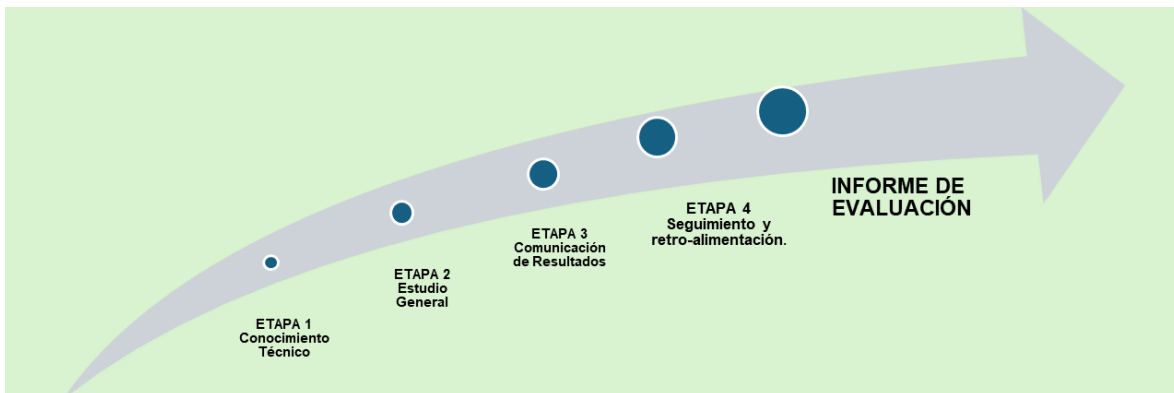 ETAPA 1
Conocimiento
Técnico
ETAPA 2
Estudio
General
ETAPA 3
Comunicación
de Resultados
ETAPA 4
Seguimiento y
retro-alimentación.
INFORME DE
EVALUACIÓN